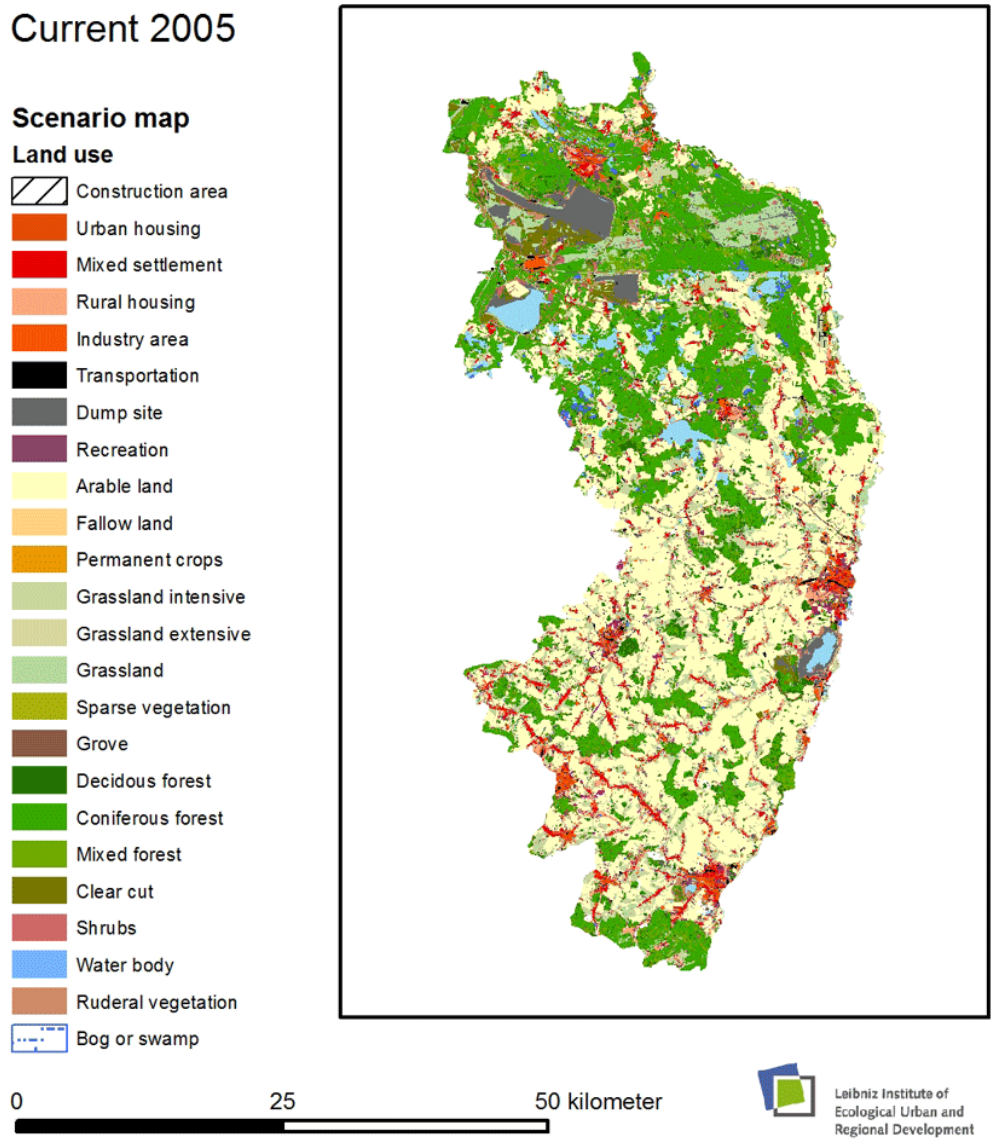 Current 2005
Scenario map
Land use
Construction area
Urban housing
Mixed settlement
Rural housing
Industry area
Transportation
Dump site
Recreation
Arable land
Fallow land
Permanent crops
Grassland intensive
Grassland extensive
Grassland
Sparse vegetation
Grove
Decidous forest
Coniferous forest
Mixed forest
Clear cut
Shrubs
Water body
Ruderal vegetation
Bog or swamp
0 25 50 kilometer
Leibniz Institute of
Ecological Urban and
Regional Development